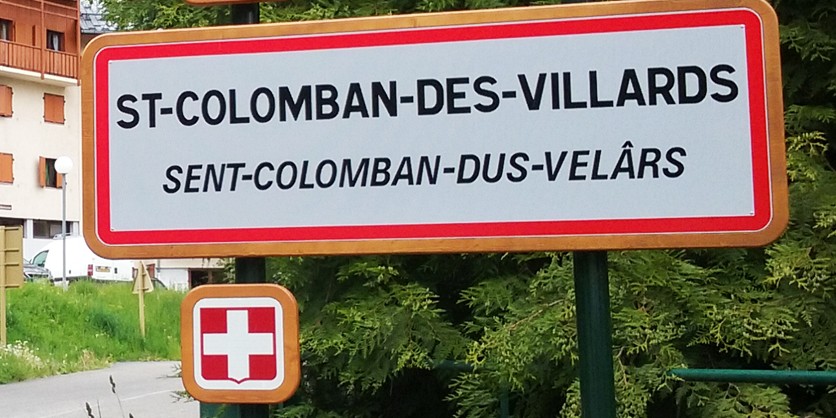 ST-COLOMBAN-DES-VILLARDS
SENT-COLOMBAN-DUS-VELÂRS